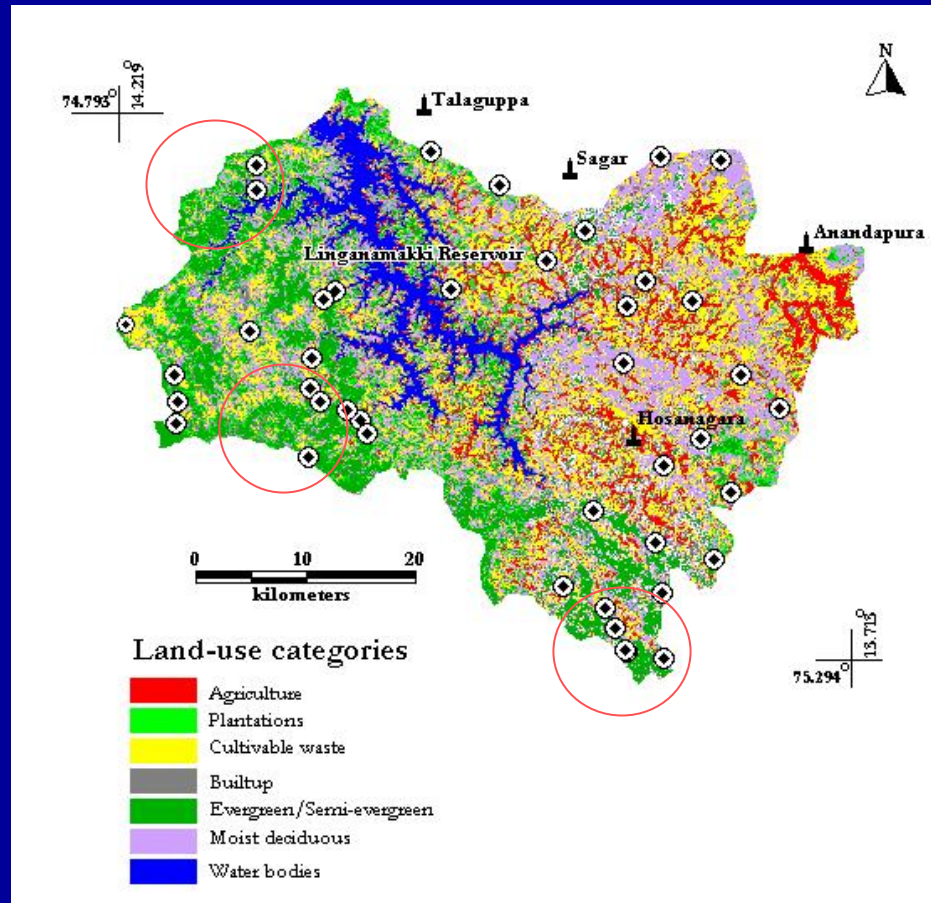 N
74.793°
14.219°
Talaguppa
Sagar
Anandapura
Linganamakki Reservoir
Hosanagara
0 10 20
kilometers
13.713°
75.294°
Land-use categories
Agriculture
Plantations
Cultivable waste
Builtup
Evergreen/Semi-evergreen
Moist deciduous
Water bodies